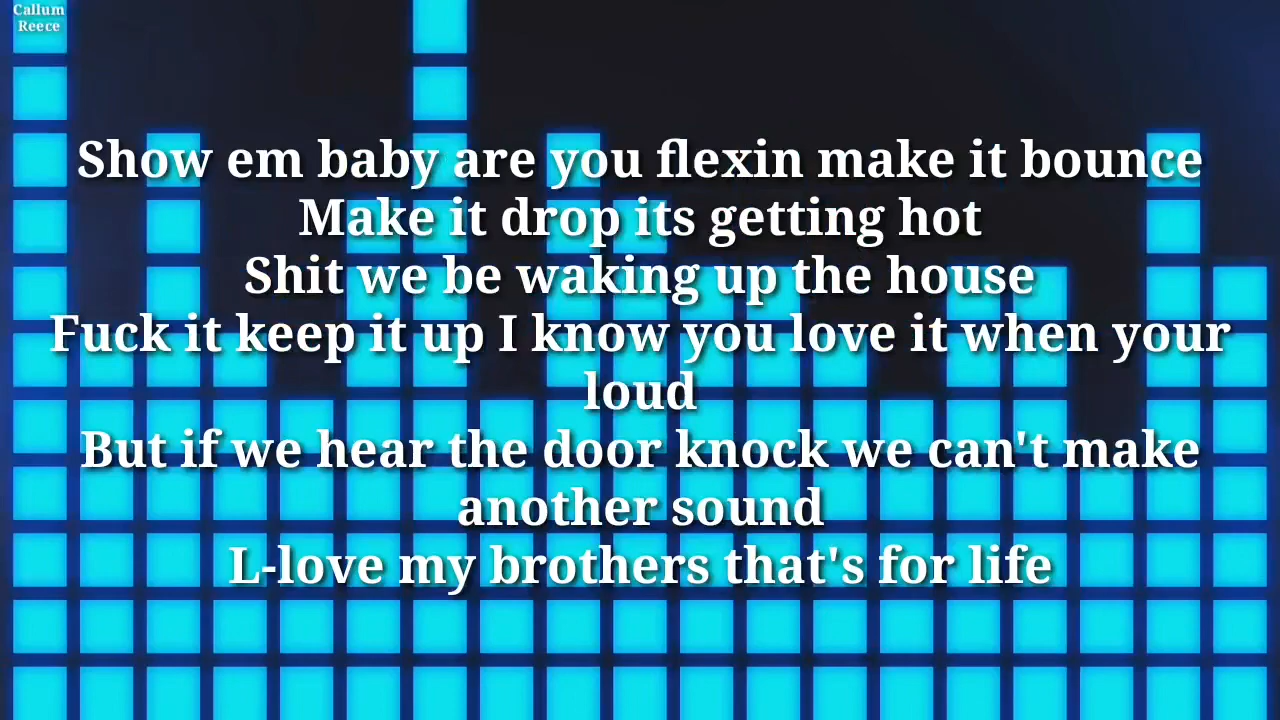 Callum
Reece
Show em baby are you flexin make it bounce
Make it drop its getting hot
Shit we be waking up the house
Fuck it keep it up I know you love it when your
loud
But if we hear the door knock we can't make
another sound
L-love my brothers that's for life